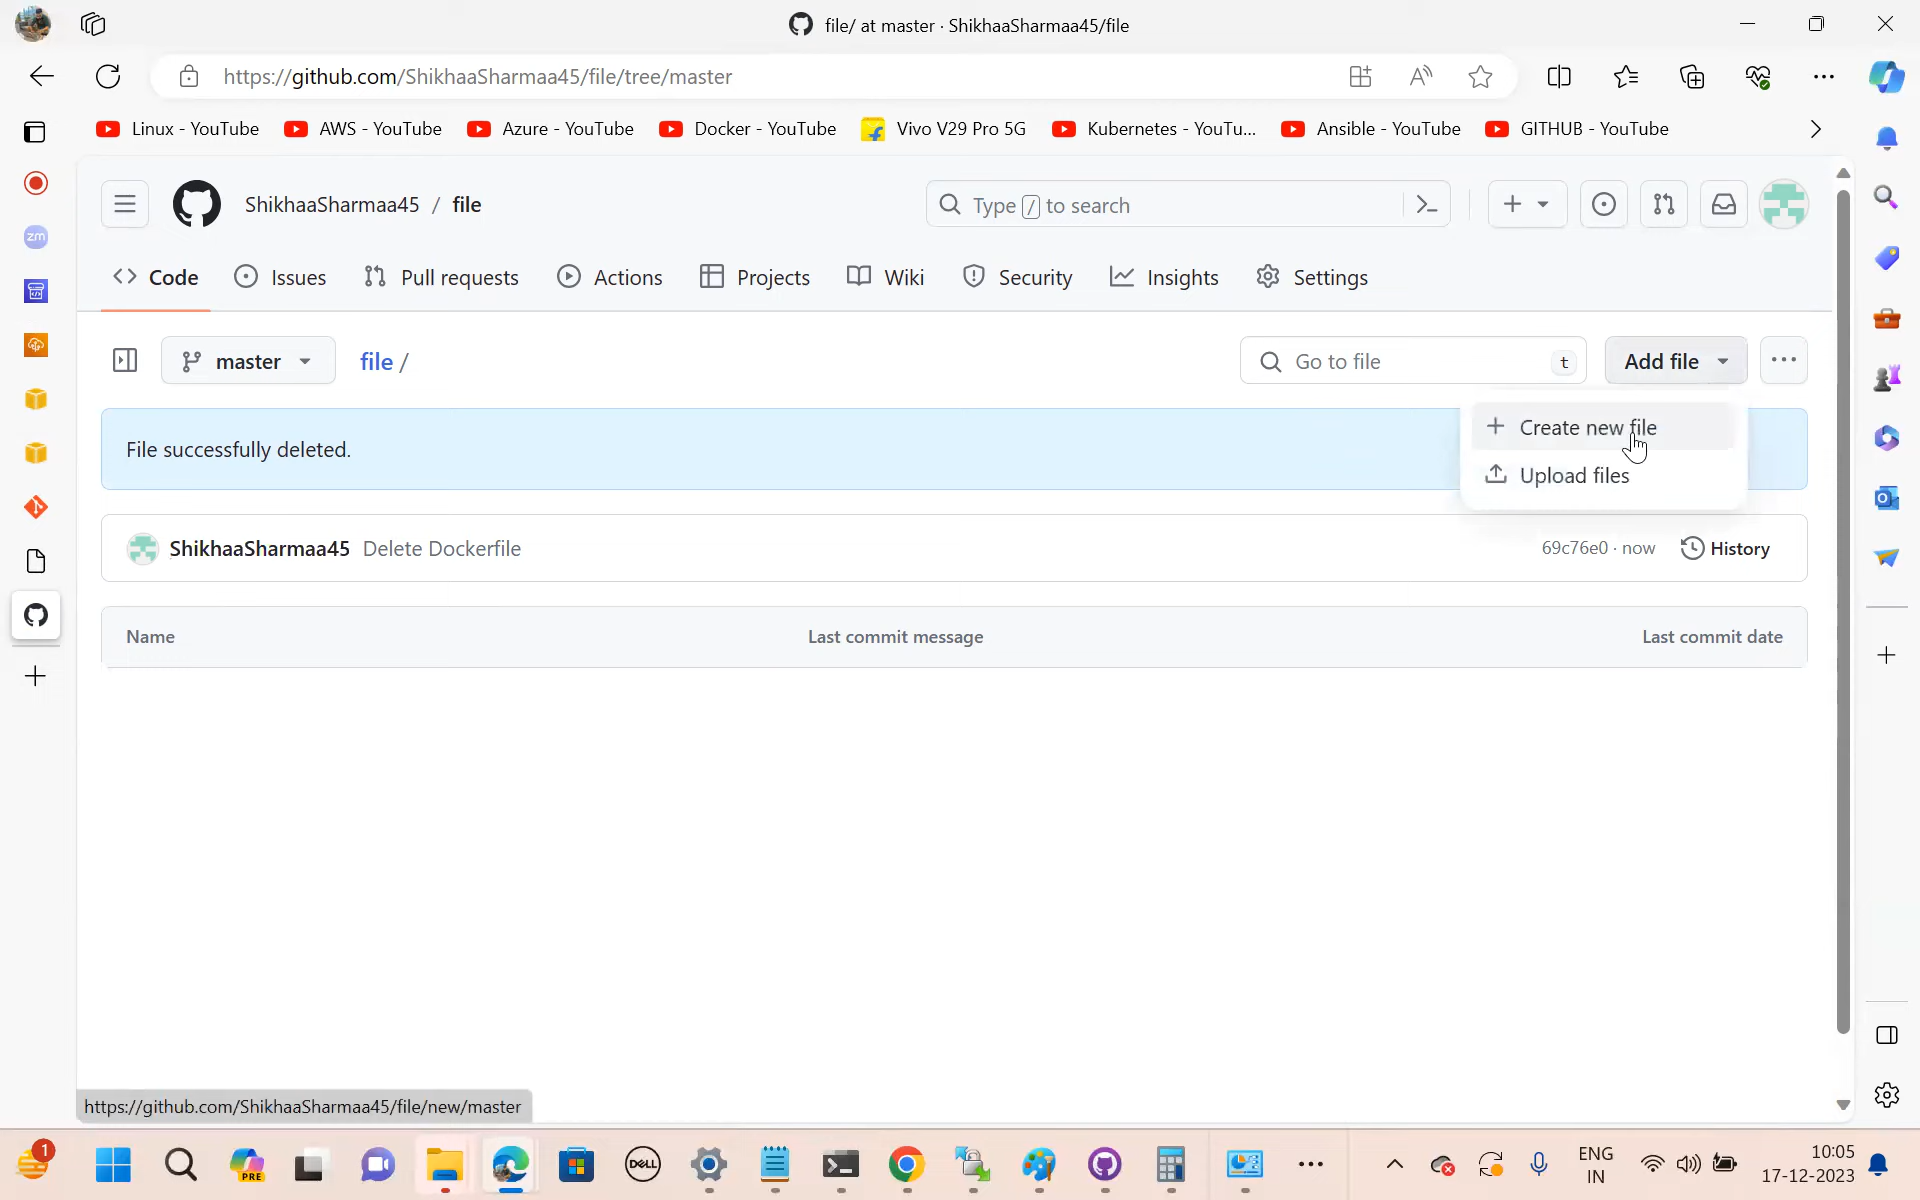 file/ at master · ShikhaaSharmaa45/file
https://github.com/ShikhaaSharmaa45/file/tree/master
Linux - YouTube AWS - YouTube Azure - YouTube Docker - YouTube Vivo V29 Pro 5G Kubernetes - YouTu... Ansible - YouTube GITHUB - YouTube
zm
ShikhaaSharmaa45 / file
Type / to search
Code Issues Pull requests Actions Projects Wiki Security Insights Settings
master file / Go to file t Add file
File successfully deleted.
Create new file
Upload files
ShikhaaSharmaa45 Delete Dockerfile 69c76e0 · now History
Name Last commit message Last commit date
https://github.com/ShikhaaSharmaa45/file/new/master
1
PRE
DELL
ENG
IN
10:05
17-12-2023